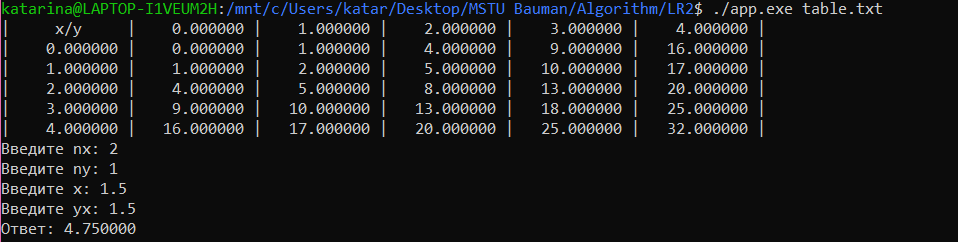 katarina@LAPTOP-I1VEUM2H:/mnt/c/Users/katar/Desktop/MSTU Bauman/Algorithm/LR2$ ./app.exe table.txt
| x/y | 0.000000 | 1.000000 | 2.000000 | 3.000000 | 4.000000 |
| 0.000000 | 0.000000 | 1.000000 | 4.000000 | 9.000000 | 16.000000 |
| 1.000000 | 1.000000 | 2.000000 | 5.000000 | 10.000000 | 17.000000 |
| 2.000000 | 4.000000 | 5.000000 | 8.000000 | 13.000000 | 20.000000 |
| 3.000000 | 9.000000 | 10.000000 | 13.000000 | 18.000000 | 25.000000 |
| 4.000000 | 16.000000 | 17.000000 | 20.000000 | 25.000000 | 32.000000 |
Введите nx: 2
Введите ny: 1
Введите x: 1.5
Введите yx: 1.5
Ответ: 4.750000